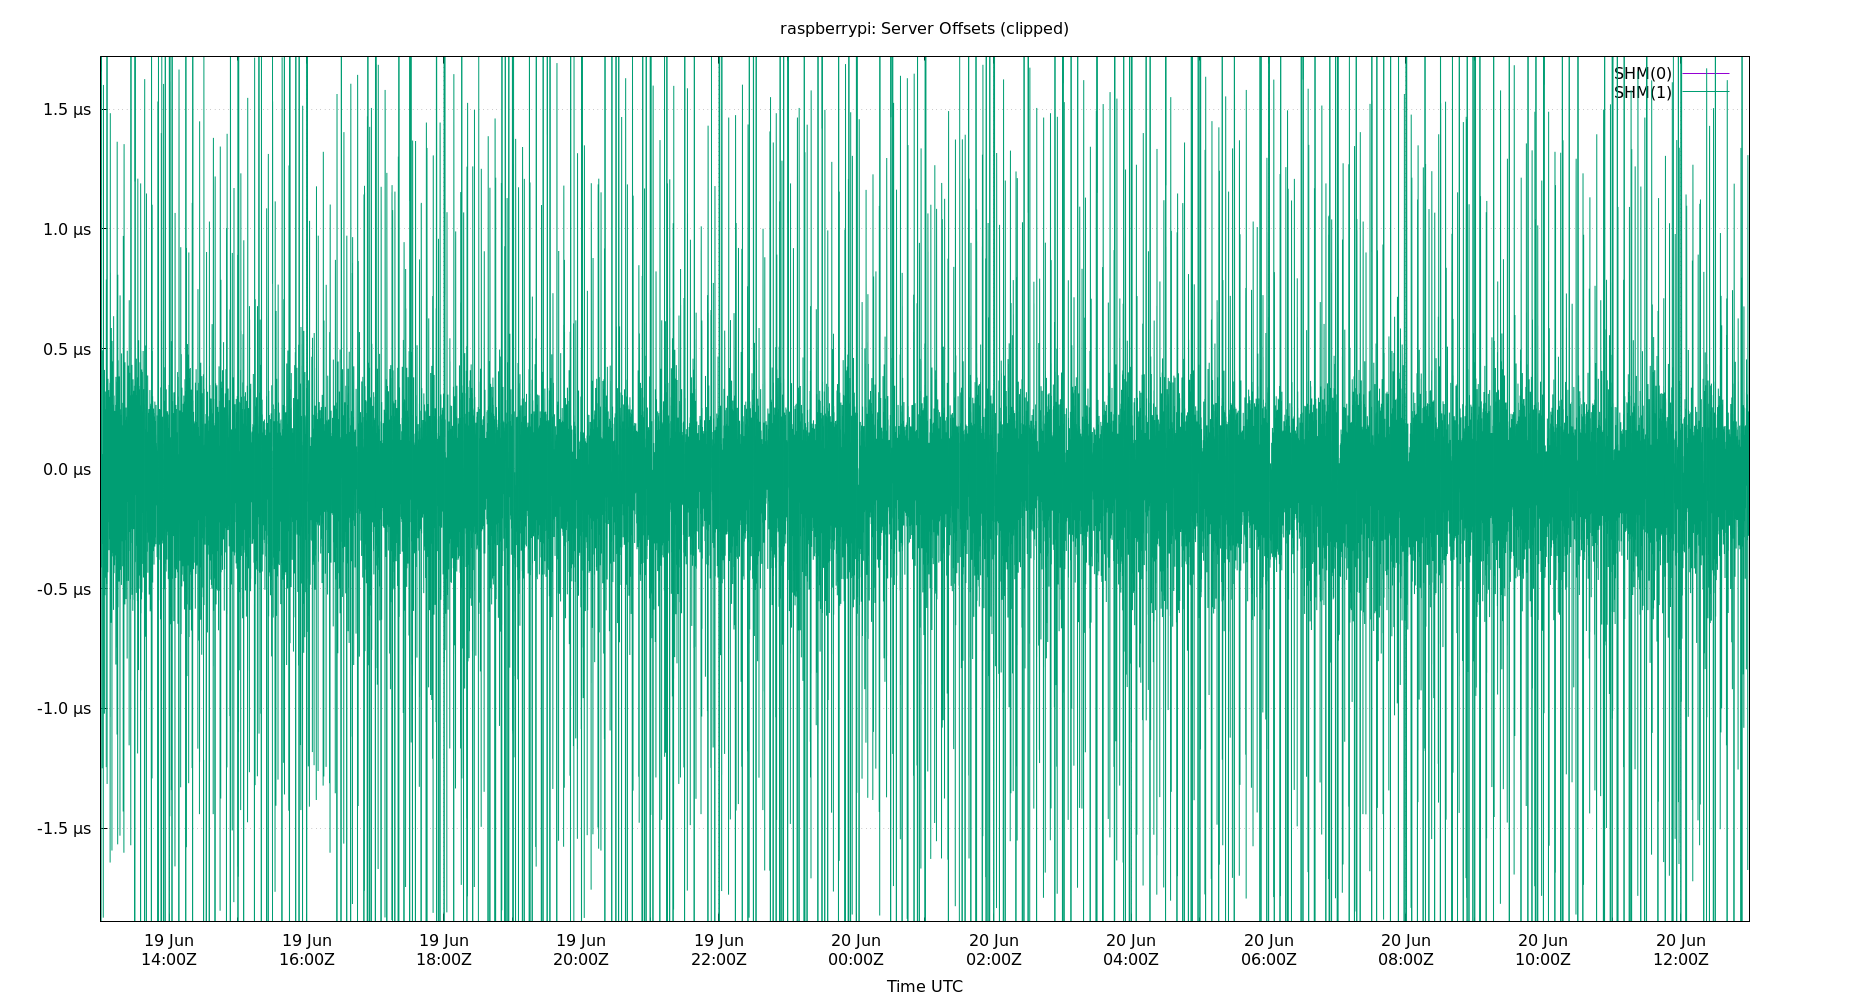 raspberrypi: Server Offsets (clipped)
SHM(0)
SHM(1)
1.5 µs
1.0 µs
0.5 µs
0.0 µs
-0.5 µs
-1.0 µs
-1.5 µs
19 Jun 19 Jun 19 Jun 19 Jun 19 Jun 20 Jun 20 Jun 20 Jun 20 Jun 20 Jun 20 Jun 20 Jun
14:00Z 16:00Z 18:00Z 20:00Z 22:00Z 00:00Z 02:00Z 04:00Z 06:00Z 08:00Z 10:00Z 12:00Z
Time UTC